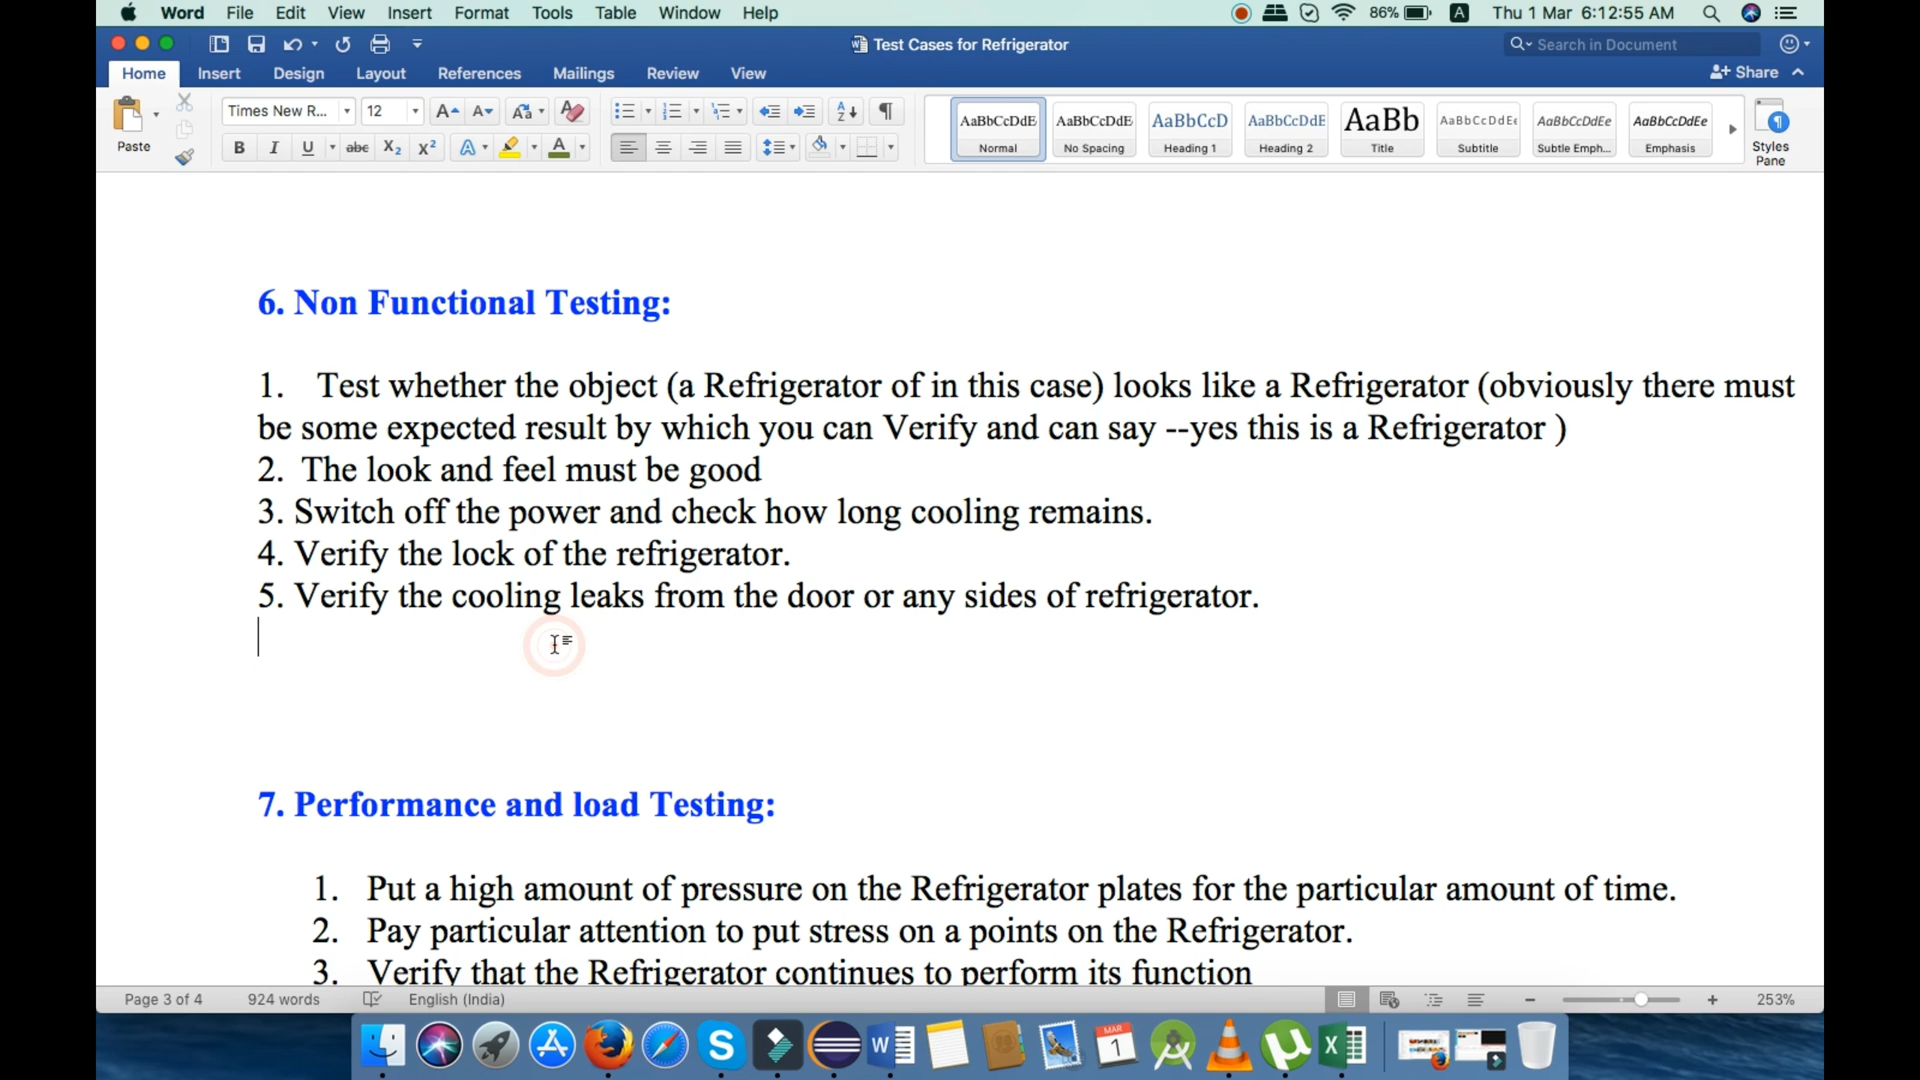 Word File Edit View Insert Format Tools Table Window Help 86% A Thu 1 Mar 6:12:55 AM
Test Cases for Refrigerator Search in Document
Home Insert Design Layout References Mailings Review View Share
Times New R... 12
AaBbCcDdE AaBbCcDdE AaBbCcD AaBbCcDdE AaBb AaBbCcDdEe AaBbCcDdEe AaBbCcDdEe
Paste Normal No Spacing Heading 1 Heading 2 Title Subtitle Subtle Emph... Emphasis Styles
Pane
6. Non Functional Testing:
1. Test whether the object (a Refrigerator of in this case) looks like a Refrigerator (obviously there must
be some expected result by which you can Verify and can say --yes this is a Refrigerator )
2. The look and feel must be good
3. Switch off the power and check how long cooling remains.
4. Verify the lock of the refrigerator.
5. Verify the cooling leaks from the door or any sides of refrigerator.
7. Performance and load Testing:
1. Put a high amount of pressure on the Refrigerator plates for the particular amount of time.
2. Pay particular attention to put stress on a points on the Refrigerator.
3. Verify that the Refrigerator continues to perform its function
Page 3 of 4 924 words English (India) 253%
MAR
1